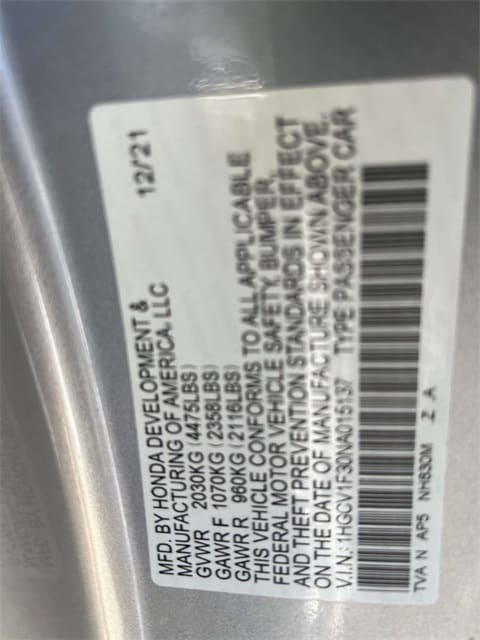 MFD. BY HONDA DEVELOPMENT & 12/21
MANUFACTURING OF AMERICA, LLC
GVWR 2030KG (4475LBS)
GAWR F 1070KG (2358LBS)
GAWR R 960KG (2116LBS)
THIS VEHICLE CONFORMS TO ALL APPLICABLE
FEDERAL MOTOR VEHICLE SAFETY, BUMPER,
AND THEFT PREVENTION STANDARDS IN EFFECT
ON THE DATE OF MANUFACTURE SHOWN ABOVE.
V.I.N.: 1HGCV1F30NA015137 TYPE PASSENGER CAR
TVA N AP5 NH830M Z A